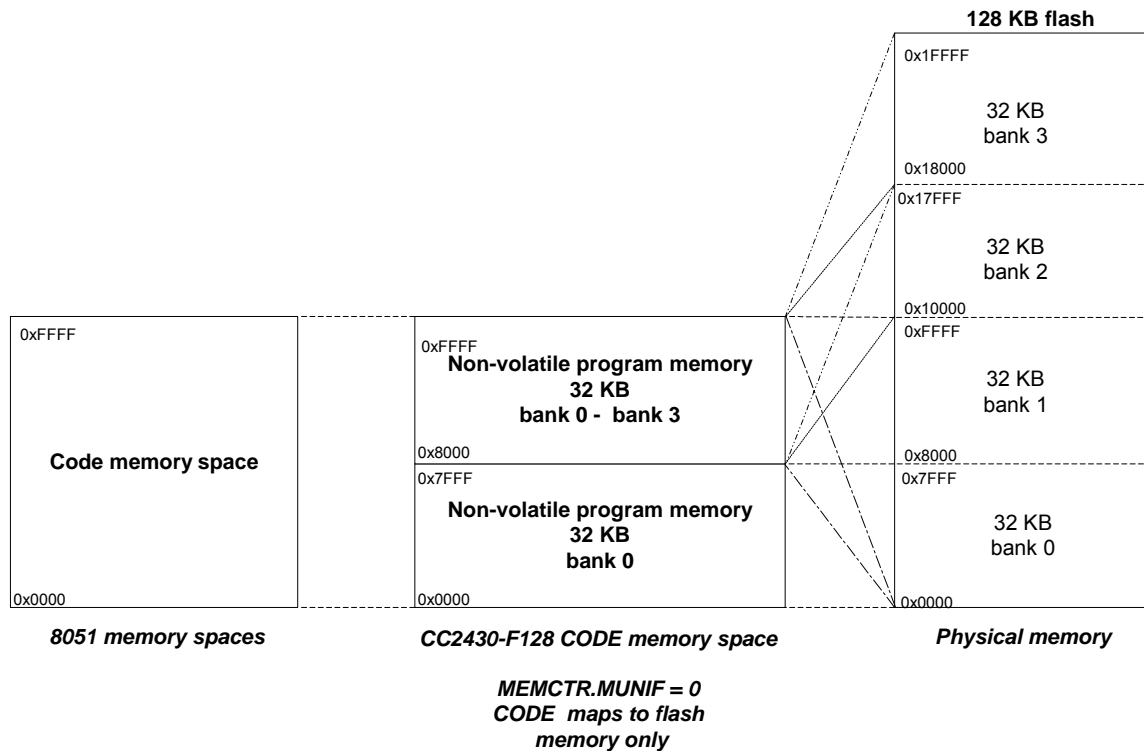 128 KB flash
0x1FFFF
32 KB
bank 3
0x18000
0x17FFF
32 KB
bank 2
0x10000
0xFFFF
0xFFFF
0xFFFF
Non-volatile program memory
32 KB
bank 0 - bank 3
32 KB
bank 1
Code memory space
0x8000
0x8000
0x7FFF
0x7FFF
Non-volatile program memory
32 KB
bank 0
32 KB
bank 0
0x0000
0x0000
0x0000
8051 memory spaces
CC2430-F128 CODE memory space
Physical memory
MEMCTR.MUNIF = 0
CODE maps to flash
memory only